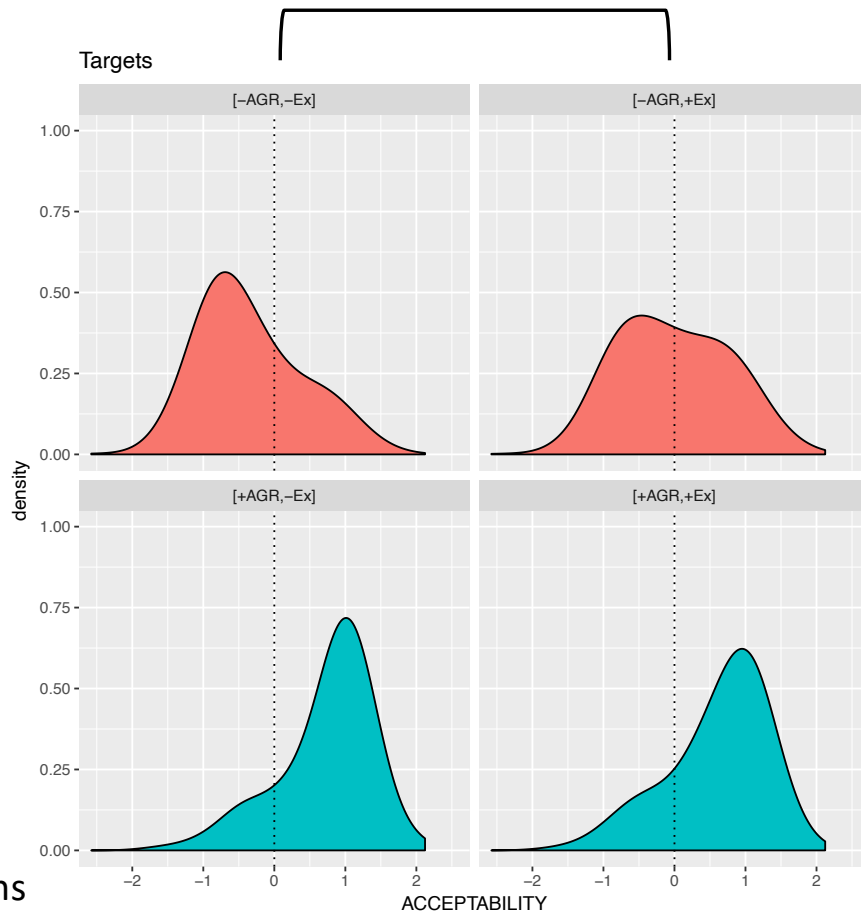 Targets
[−AGR,−Ex] [−AGR,+Ex]
1.00
0.75
0.50
0.25
0.00
density
[+AGR,−Ex] [+AGR,+Ex]
1.00
0.75
0.50
0.25
0.00
−2 −1 0 1 2 −2 −1 0 1 2
ACCEPTABILITY
ns